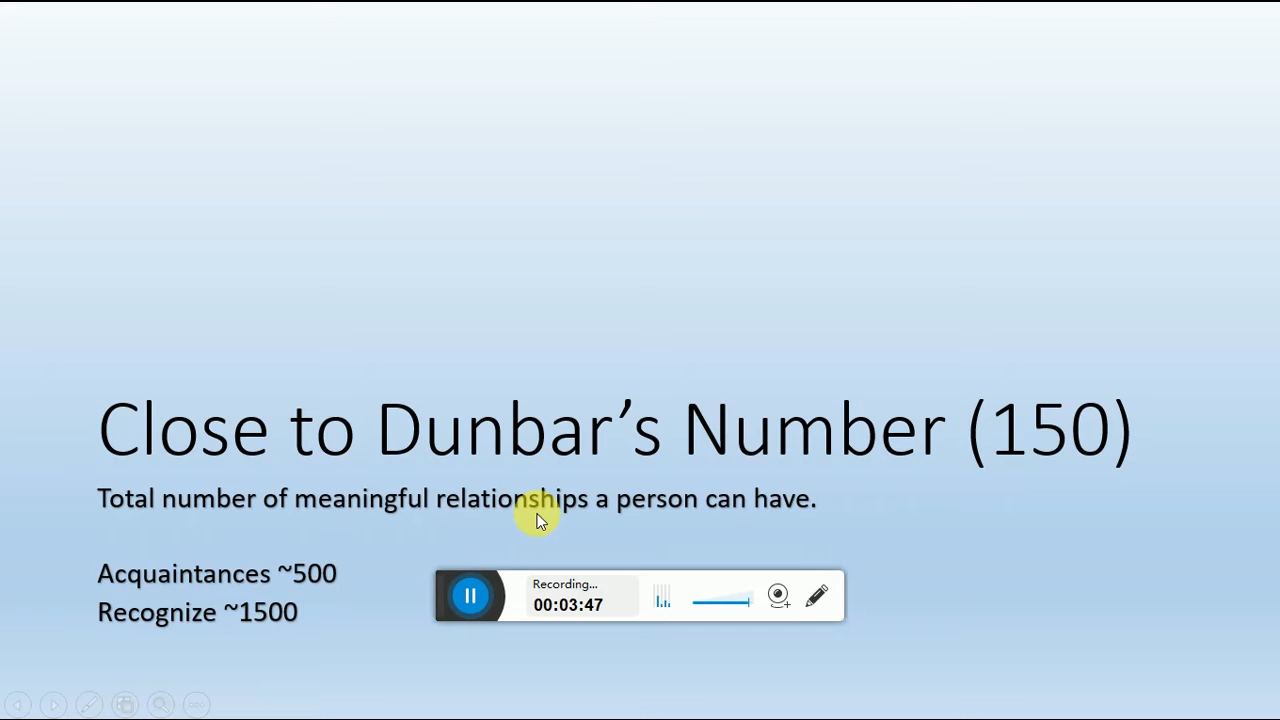 Close to Dunbar’s Number (150)
Total number of meaningful relationships a person can have.
Acquaintances ~500
Recognize ~1500
Recording...
00:03:47